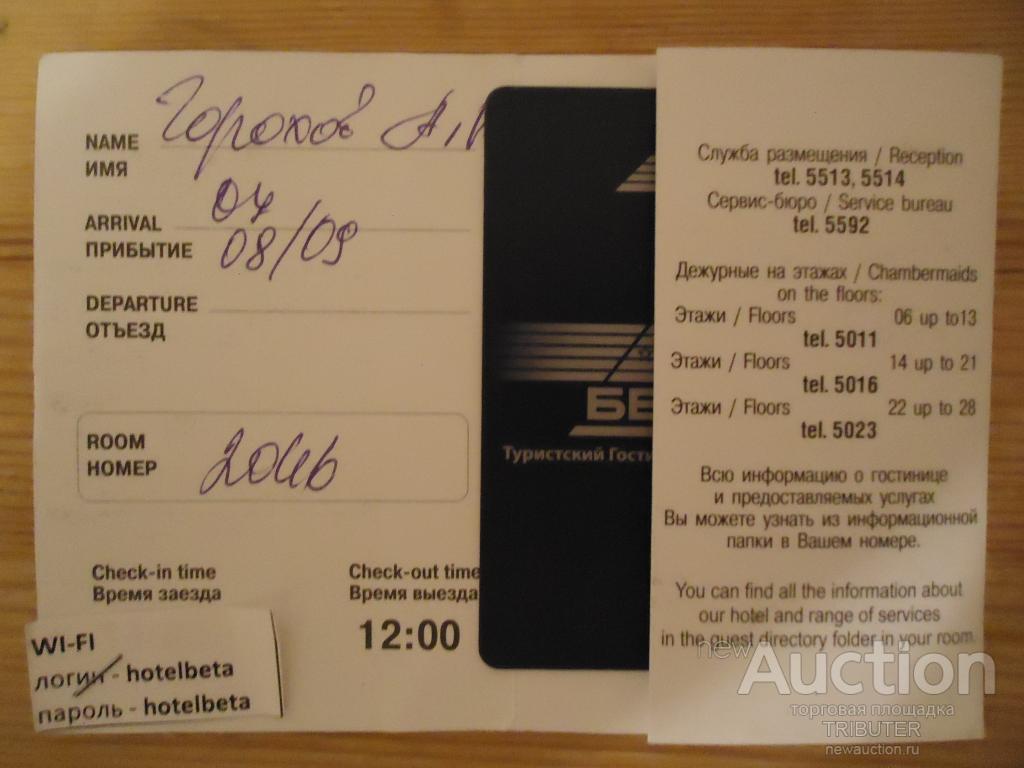 NAME Горохов А.
ИМЯ
ARRIVAL 04
ПРИБЫТИЕ 08/09
DEPARTURE
ОТЪЕЗД
ROOM
НОМЕР 2046
Check-in time
Время заезда
Check-out time
Время выезда
12:00
WI-FI
логин - hotelbeta
пароль - hotelbeta
БЕ
Туристский Гости
Служба размещения / Reception
tel. 5513, 5514
Сервис-бюро / Service bureau
tel. 5592
Дежурные на этажах / Chambermaids
on the floors:
Этажи / Floors 06 up to13
tel. 5011
Этажи / Floors 14 up to 21
tel. 5016
Этажи / Floors 22 up to 28
tel. 5023
Всю информацию о гостинице
и предоставляемых услугах
Вы можете узнать из информационной
папки в Вашем номере.
You can find all the information about
our hotel and range of services
in the guest directory folder in your room.
newAuction
торговая площадка
TRIBUTER
newauction.ru